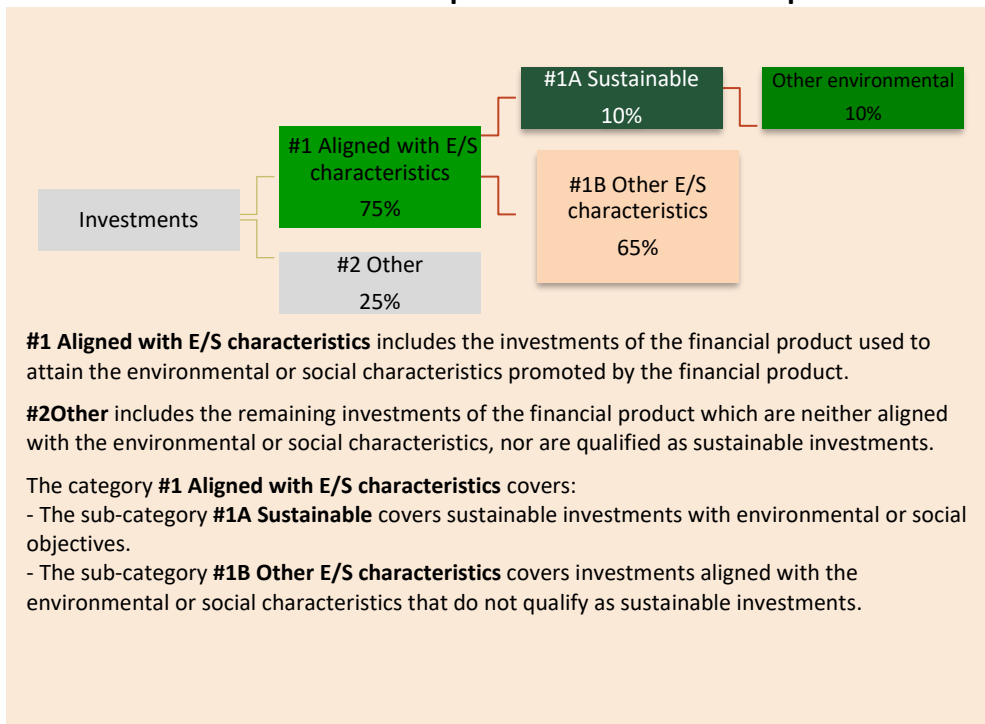 #1A Sustainable
10%
Other environmental
10%
#1 Aligned with E/S
characteristics
75%
#1B Other E/S
characteristics
65%
Investments
#2 Other
25%
#1 Aligned with E/S characteristics includes the investments of the financial product used to
attain the environmental or social characteristics promoted by the financial product.
#2Other includes the remaining investments of the financial product which are neither aligned
with the environmental or social characteristics, nor are qualified as sustainable investments.
The category #1 Aligned with E/S characteristics covers:
- The sub-category #1A Sustainable covers sustainable investments with environmental or social
objectives.
- The sub-category #1B Other E/S characteristics covers investments aligned with the
environmental or social characteristics that do not qualify as sustainable investments.